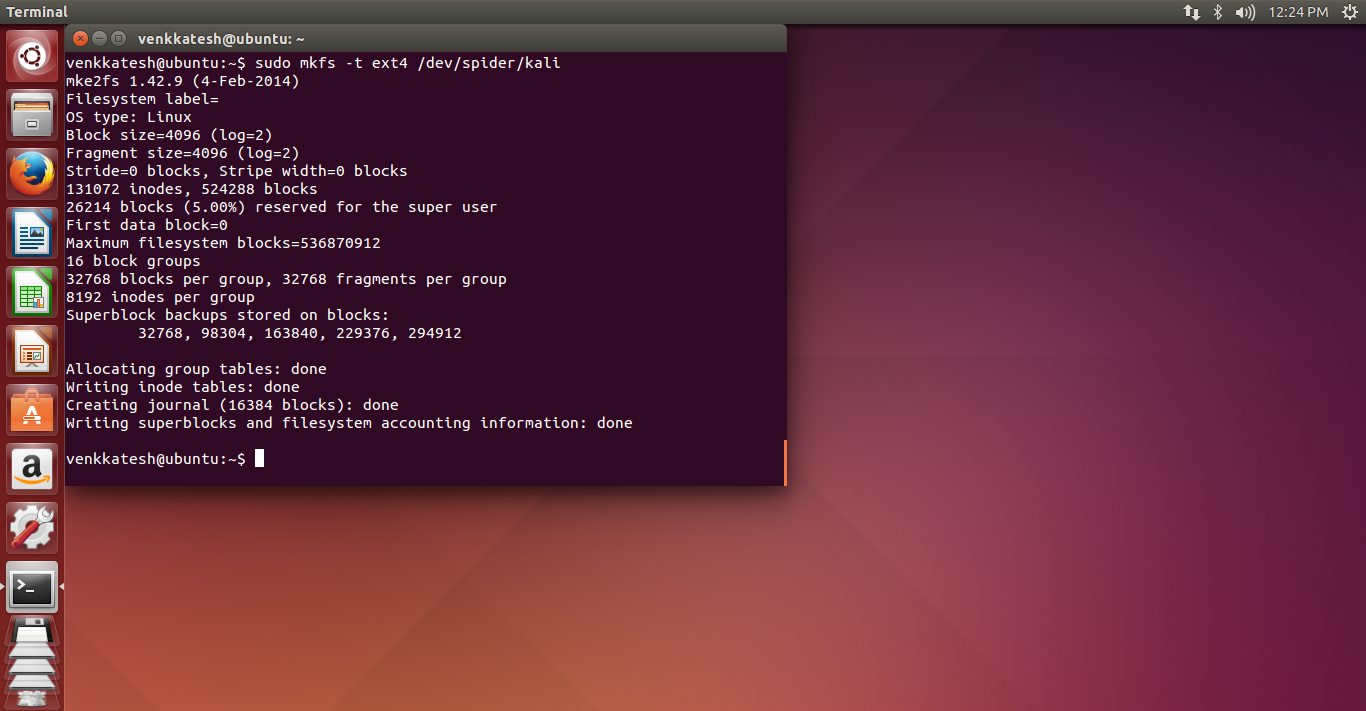 Terminal
12:24 PM
venkkatesh@ubuntu: ~
venkkatesh@ubuntu:~$ sudo mkfs -t ext4 /dev/spider/kali
mke2fs 1.42.9 (4-Feb-2014)
Filesystem label=
OS type: Linux
Block size=4096 (log=2)
Fragment size=4096 (log=2)
Stride=0 blocks, Stripe width=0 blocks
131072 inodes, 524288 blocks
26214 blocks (5.00%) reserved for the super user
First data block=0
Maximum filesystem blocks=536870912
16 block groups
32768 blocks per group, 32768 fragments per group
8192 inodes per group
Superblock backups stored on blocks:
32768, 98304, 163840, 229376, 294912
Allocating group tables: done
Writing inode tables: done
Creating journal (16384 blocks): done
Writing superblocks and filesystem accounting information: done
venkkatesh@ubuntu:~$